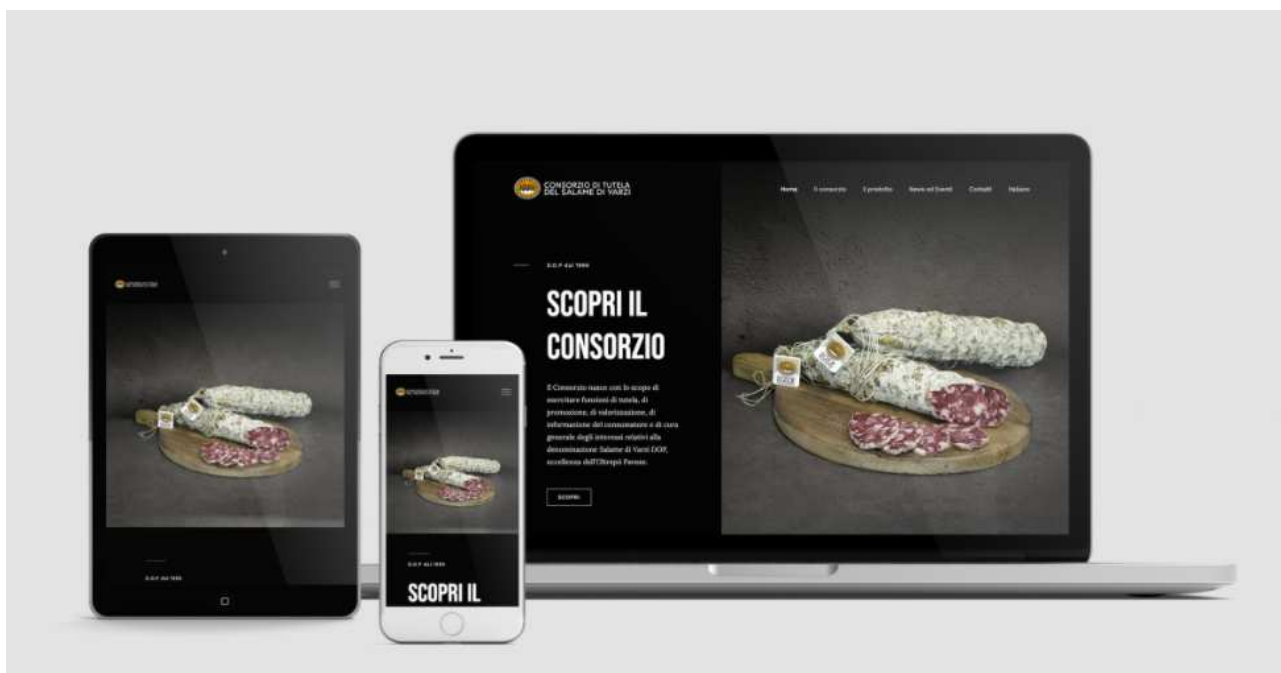 CONSORZIO DI TUTELA
DEL SALAME DI VARZI
Home Il consorzio Il prodotto News ed Eventi Contatti Italiano
D.O.P dal
SCOPRI IL
CONSORZIO
Il Consorzio nasce con lo scopo di
esercitare funzioni di tutela, di
promozione, di valorizzazione, di
informazione del consumatore e di cura
generale degli interessi relativi alla
denominazione Salame di Varzi DOP,
eccellenza dell'Oltrepò Pavese.
SCOPRI
D.O.P
D.O.P
SCOPRI IL